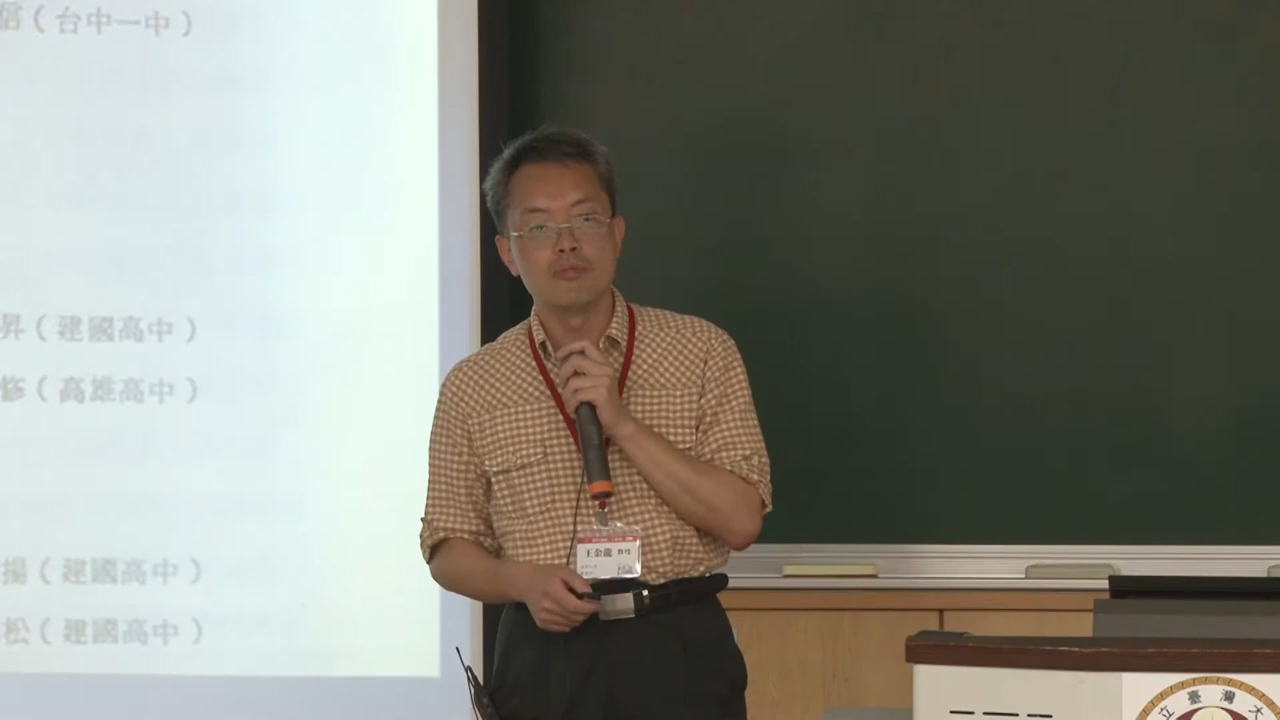 信（台中一中）
昇（建國高中）
修（高雄高中）
揚（建國高中）
松（建國高中）
王金龍 教授
立臺灣大